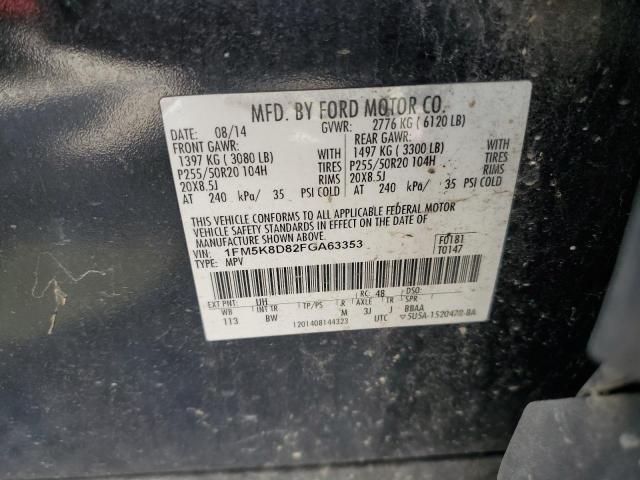 MFD. BY FORD MOTOR CO.
DATE: 08/14 GVWR: 2776 KG ( 6120 LB)
FRONT GAWR: REAR GAWR:
1397 KG ( 3080 LB) WITH 1497 KG ( 3300 LB) WITH
P255/50R20 104H TIRES P255/50R20 104H TIRES
20X8.5J RIMS 20X8.5J RIMS
AT 240 kPa/ 35 PSI COLD AT 240 kPa/ 35 PSI COLD
THIS VEHICLE CONFORMS TO ALL APPLICABLE FEDERAL MOTOR
VEHICLE SAFETY STANDARDS IN EFFECT ON THE DATE OF
MANUFACTURE SHOWN ABOVE.
VIN: 1FM5K8D82FGA63353 F0181
TYPE: MPV T0147
EXT PNT: UH RC: 48 DSO:
WB INT TR TP/PS R AXLE TR SPR
113 BW M 3J J BBAA
1201408144323 UTC ▽5U5A-1520472-BA